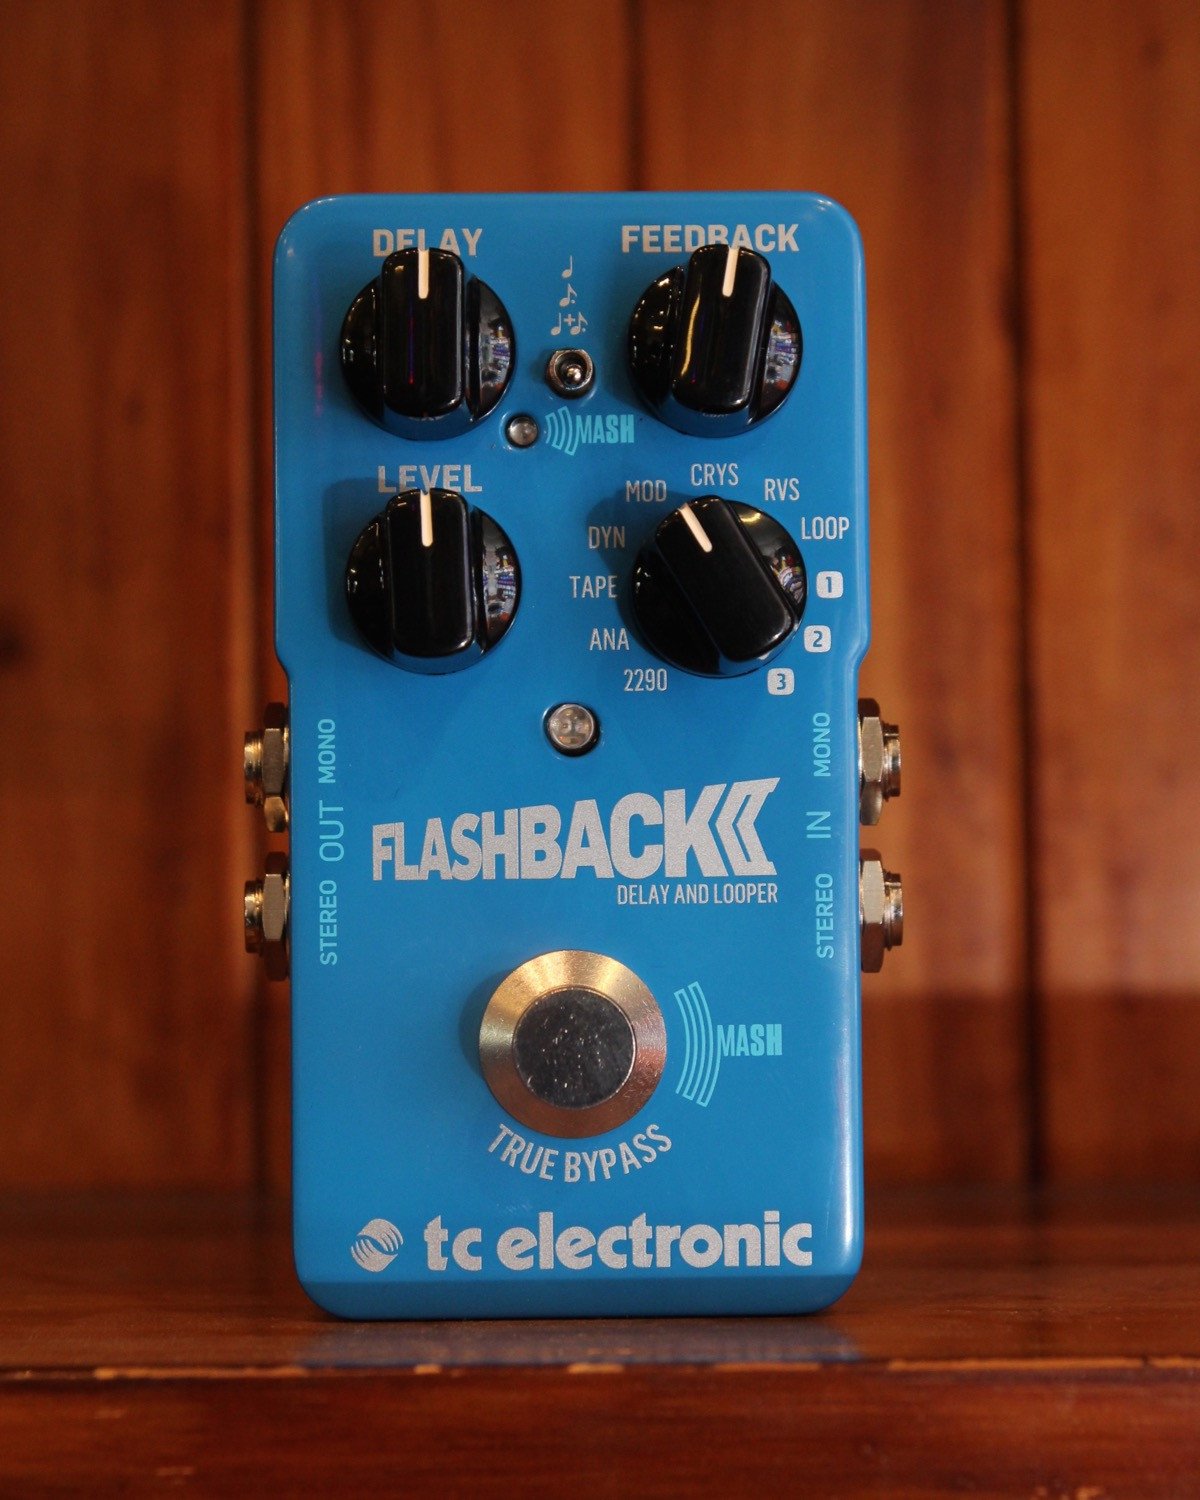 DELAY
FEEDBACK
MASH
LEVEL
CRYS
MOD
RVS
DYN
LOOP
TAPE
1
ANA
2
2290
3
MONO
OUT
STEREO
MONO
IN
STEREO
FLASHBACK II
DELAY AND LOOPER
MASH
TRUE BYPASS
tc electronic